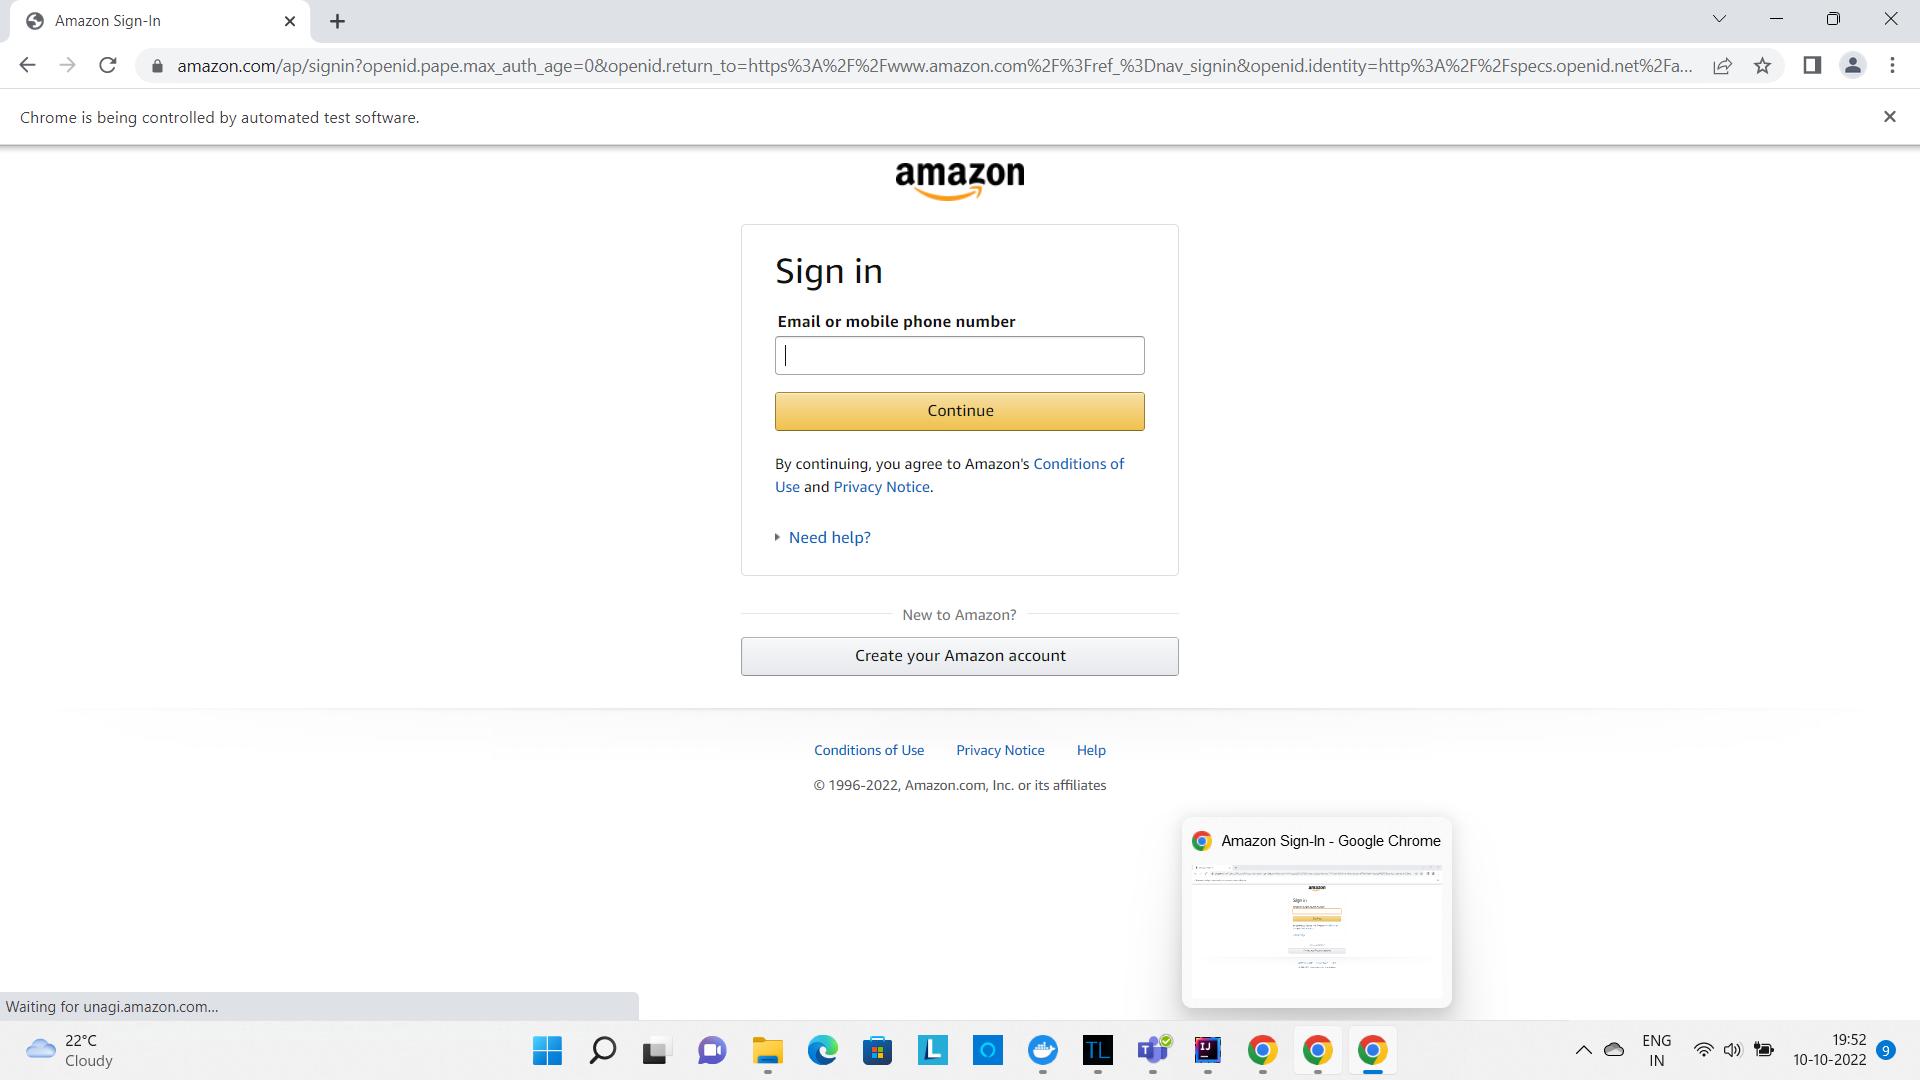 Amazon Sign-In
amazon.com/ap/signin?openid.pape.max_auth_age=0&openid.return_to=https%3A%2F%2Fwww.amazon.com%2F%3Fref_%3Dnav_signin&openid.identity=http%3A%2F%2Fspecs.openid.net%2Fa...
Chrome is being controlled by automated test software.
amazon
Sign in
Email or mobile phone number
Continue
By continuing, you agree to Amazon's Conditions of
Use and Privacy Notice.
Need help?
New to Amazon?
Create your Amazon account
Conditions of Use Privacy Notice Help
© 1996-2022, Amazon.com, Inc. or its affiliates
Amazon Sign-In - Google Chrome
amazon
Sign in
Waiting for unagi.amazon.com...
22°C
Cloudy
L
TL
T
IJ
ENG
IN
19:52
10-10-2022
9